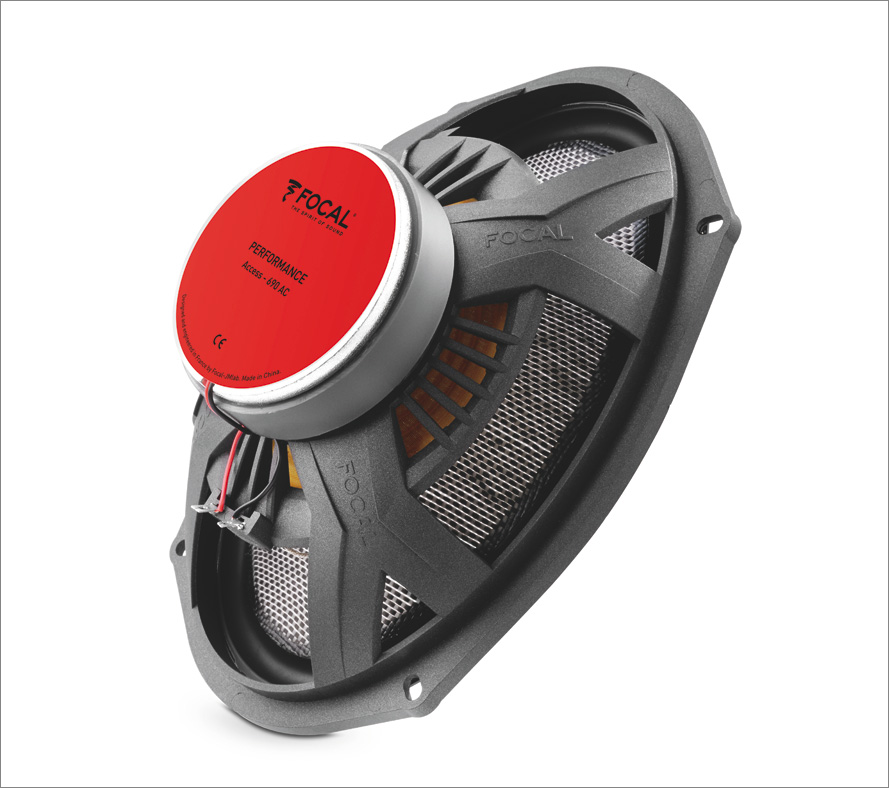 FOCAL®
THE SPIRIT OF SOUND
PERFORMANCE
Access - 690 AC
CE
Designed and engineered in France by Focal-JMlab. Made in China.
FOCAL
FOCAL